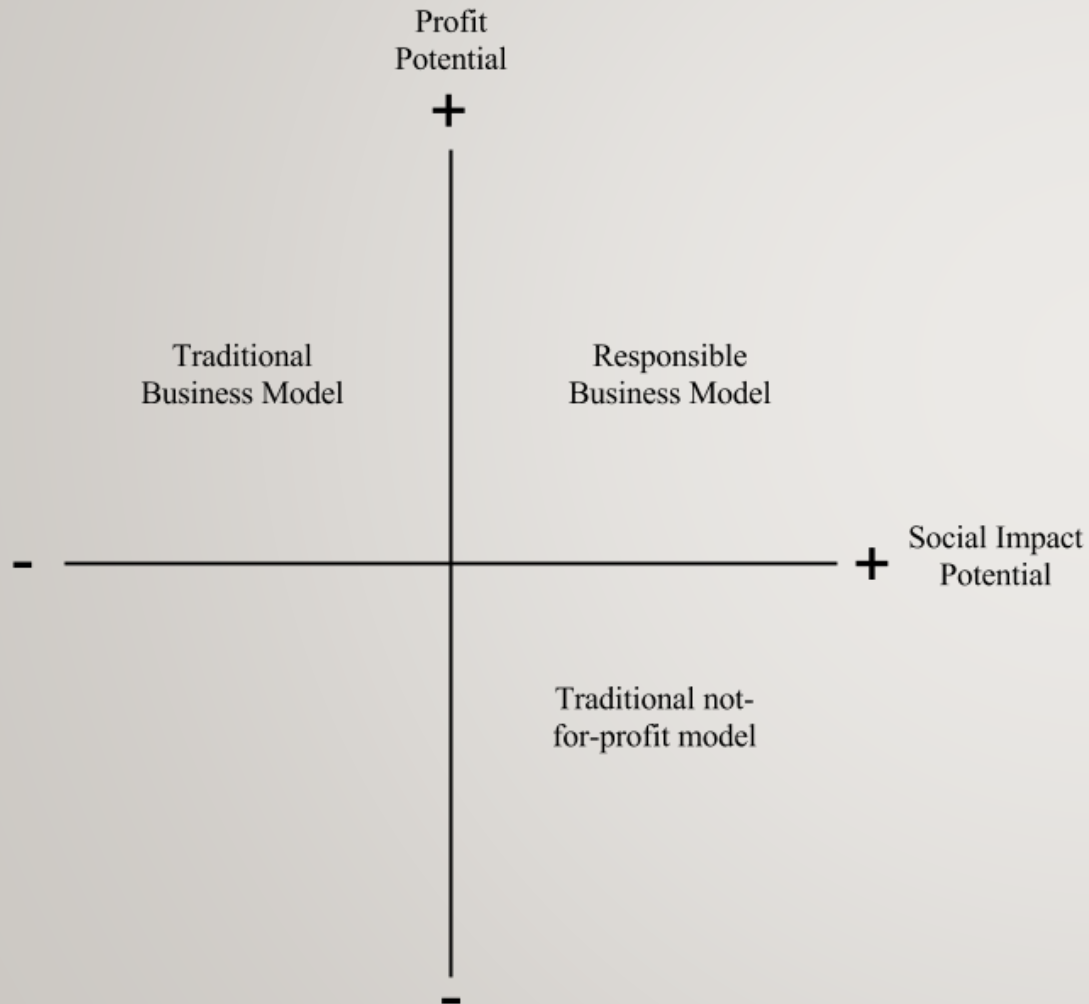 Profit
Potential
+
Traditional
Business Model
Responsible
Business Model
-
+
Social Impact
Potential
Traditional not-
for-profit model
-